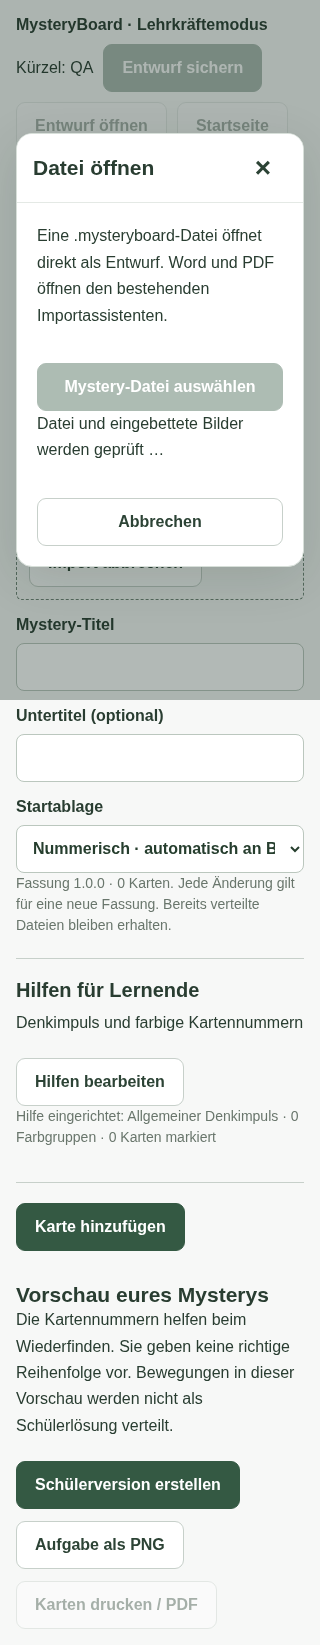 MysteryBoard · Lehrkräftemodus
Kürzel: QA
Entwurf sichern
Entwurf öffnen
Startseite
Datei öffnen
✕
Eine .mysteryboard-Datei öffnet
direkt als Entwurf. Word und PDF
öffnen den bestehenden
Importassistenten.
Mystery-Datei auswählen
Datei und eingebettete Bilder
werden geprüft …
Abbrechen
Mystery-Titel
Untertitel (optional)
Startablage
Nummerisch · automatisch an B
Fassung 1.0.0 · 0 Karten. Jede Änderung gilt
für eine neue Fassung. Bereits verteilte
Dateien bleiben erhalten.
Hilfen für Lernende
Denkimpuls und farbige Kartennummern
Hilfen bearbeiten
Hilfe eingerichtet: Allgemeiner Denkimpuls · 0
Farbgruppen · 0 Karten markiert
Karte hinzufügen
Vorschau eures Mysterys
Die Kartennummern helfen beim
Wiederfinden. Sie geben keine richtige
Reihenfolge vor. Bewegungen in dieser
Vorschau werden nicht als
Schülerlösung verteilt.
Schülerversion erstellen
Aufgabe als PNG
Karten drucken / PDF